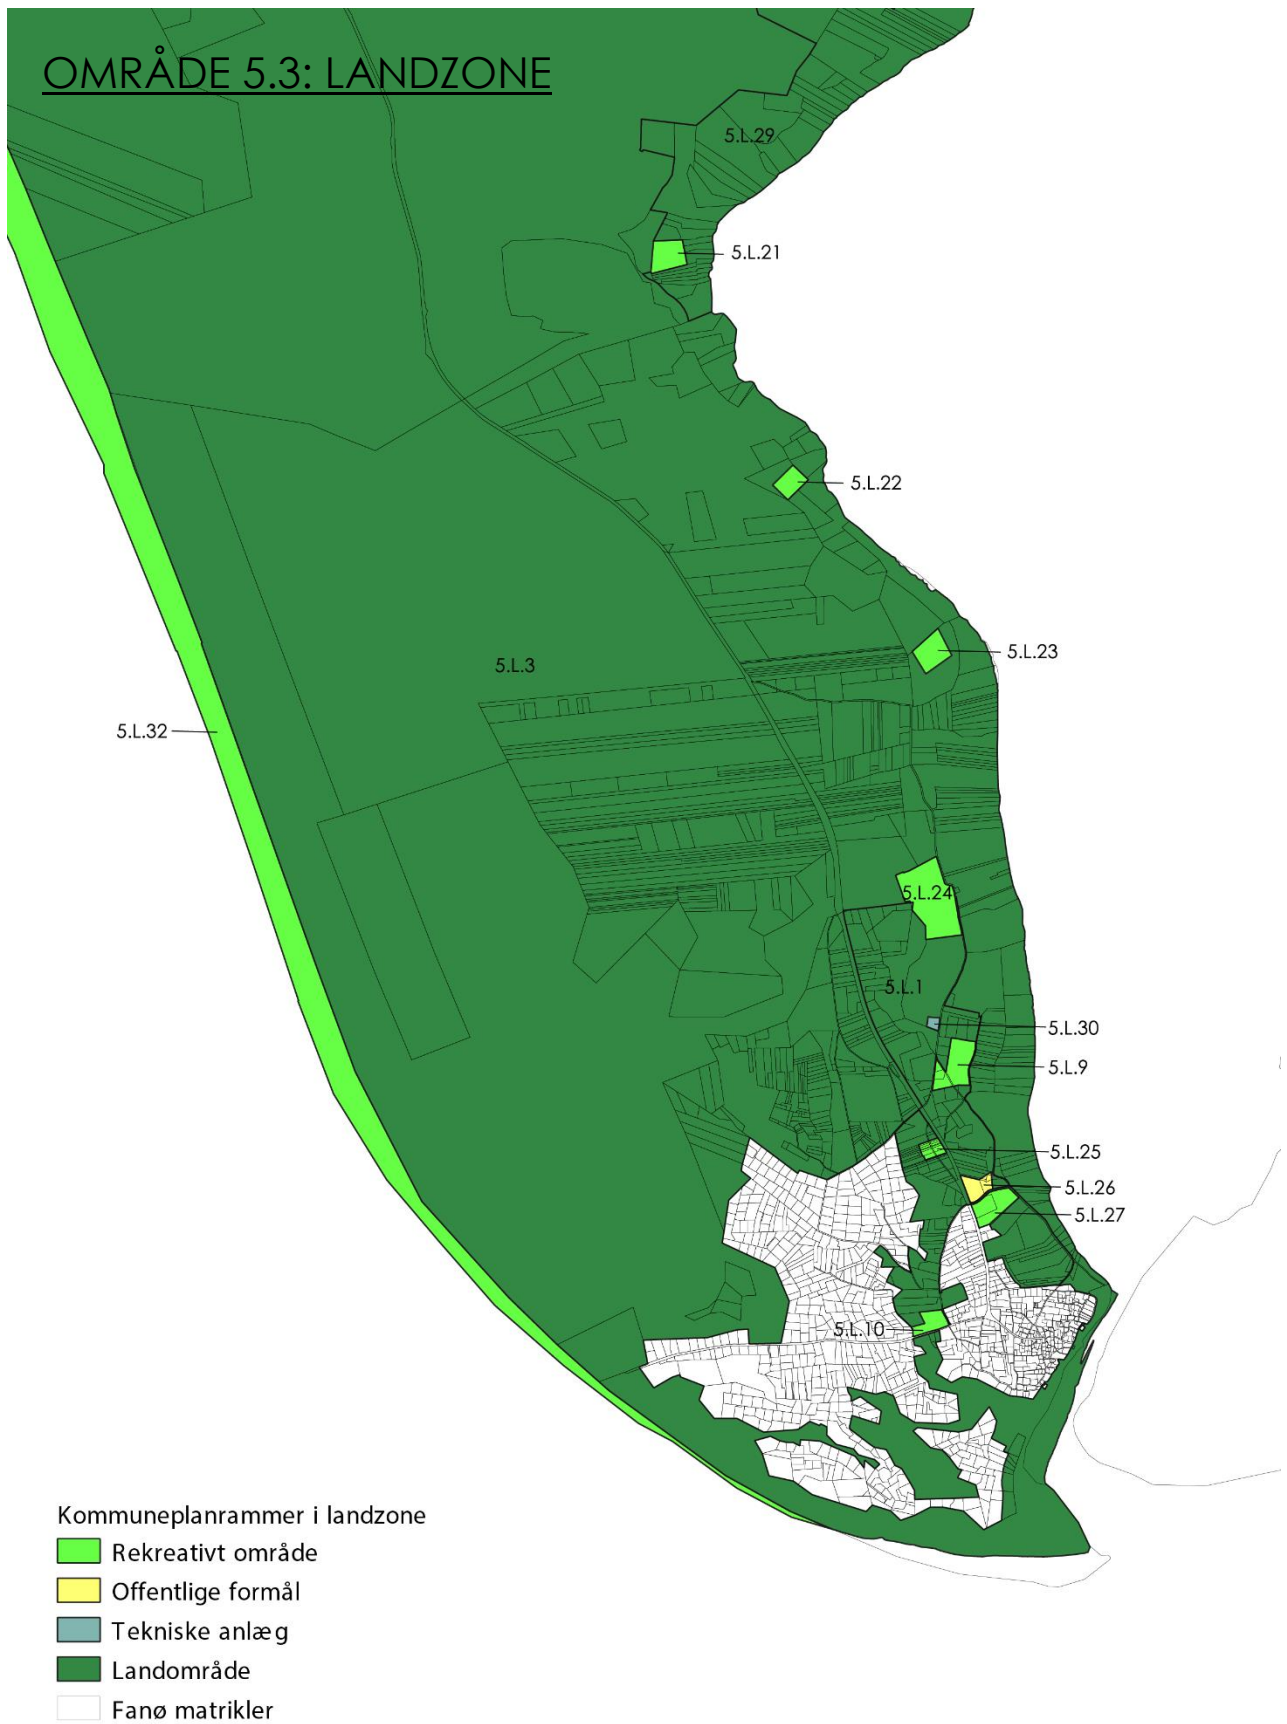 OMRÅDE 5.3: LANDZONE
5.L.29
5.L.21
5.L.22
5.L.23
5.L.3
5.L.32
5.L.24
5.L.1
5.L.30
5.L.9
5.L.25
5.L.26
5.L.27
5.L.10
Kommuneplanrammer i landzone
Rekreativt område
Offentlige formål
Tekniske anlæg
Landområde
Fanø matrikler